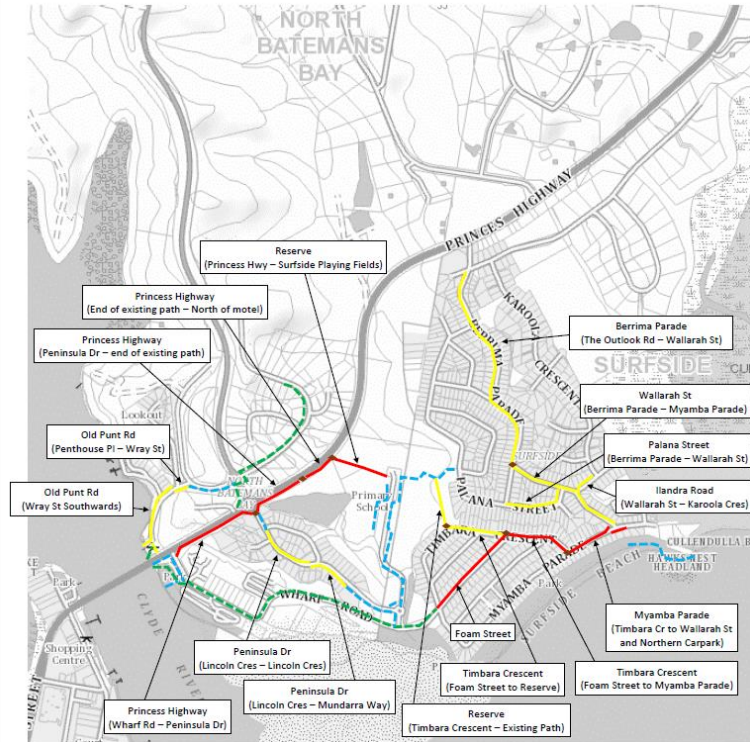 NORTH
BATEMANS
BAY
PRINCES HIGHWAY
Reserve
(Princess Hwy – Surfside Playing Fields)
Princess Highway
(End of existing path – North of motel)
Princess Highway
(Peninsula Dr – end of existing path)
KAROOLA
CRESCENT
BERRIMA
PARADE
Berrima Parade
(The Outlook Rd – Wallarah St)
SURFSIDE
Wallarah St
(Berrima Parade – Myamba Parade)
Lookout
Old Punt Rd
(Penthouse Pl – Wray St)
SURFSIDE
Palana Street
(Berrima Parade – Wallarah St)
Old Punt Rd
(Wray St Southwards)
NORTH
BATEMANS
Primary
School
PALANA
STREET
Ilandra Road
(Wallarah St – Karoola Cres)
TIMBARA CRESCENT
MYAMBA PARADE
SURFSIDE BEACH
CULLENDULLA
HAWKS NEST
HEADLAND
Park
Park
WHARF ROAD
CLYDE
RIVER
Shopping
Centre
STREET
Foam Street
Myamba Parade
(Timbara Cr to Wallarah St
and Northern Carpark)
Peninsula Dr
(Lincoln Cres – Lincoln Cres)
Timbara Crescent
(Foam Street to Reserve)
Timbara Crescent
(Foam Street to Myamba Parade)
Peninsula Dr
(Lincoln Cres – Mundarra Way)
Princess Highway
(Wharf Rd – Peninsula Dr)
Reserve
(Timbara Crescent – Existing Path)